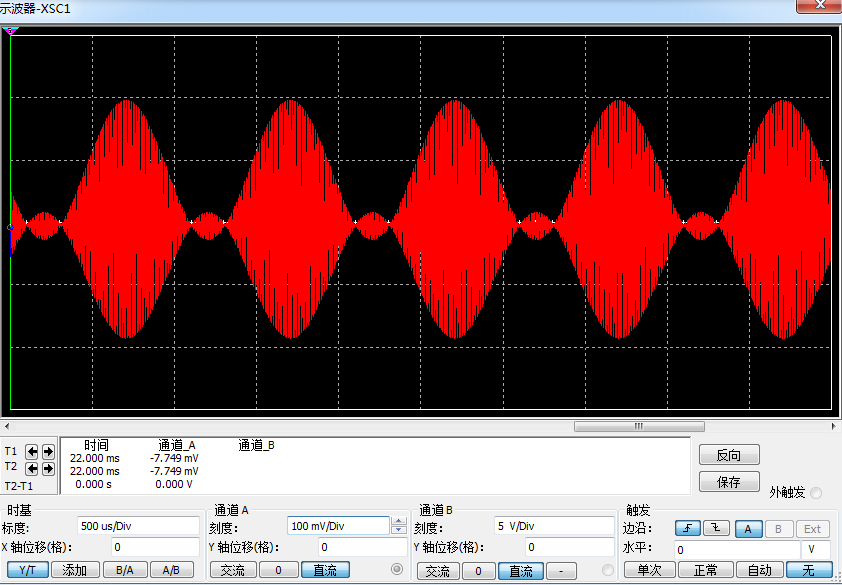 示波器-XSC1
时间 通道_A 通道_B
T1 22.000 ms -7.749 mV
T2 22.000 ms -7.749 mV
T2-T1 0.000 s 0.000 V
反向
保存
外触发
时基
标度: 500 us/Div
X 轴位移(格): 0
Y/T 添加 B/A A/B
通道 A
刻度: 100 mV/Div
Y 轴位移(格): 0
交流 0 直流
通道 B
刻度: 5 V/Div
Y 轴位移(格): 0
交流 0 直流 -
触发
边沿: A B Ext
水平: 0 V
单次 正常 自动 无